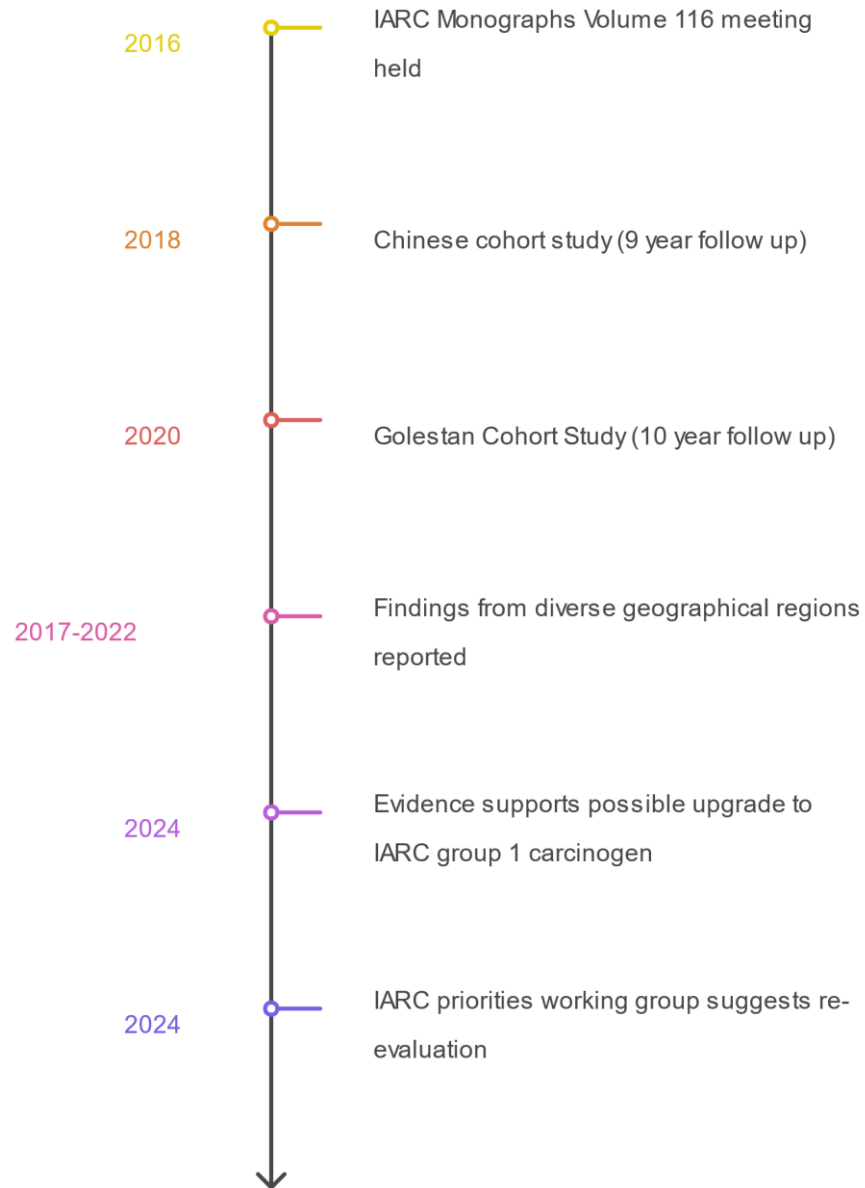 2016
IARC Monographs Volume 116 meeting
held
2018
Chinese cohort study (9 year follow up)
2020
Golestan Cohort Study (10 year follow up)
2017-2022
Findings from diverse geographical regions
reported
2024
Evidence supports possible upgrade to
IARC group 1 carcinogen
2024
IARC priorities working group suggests re-
evaluation